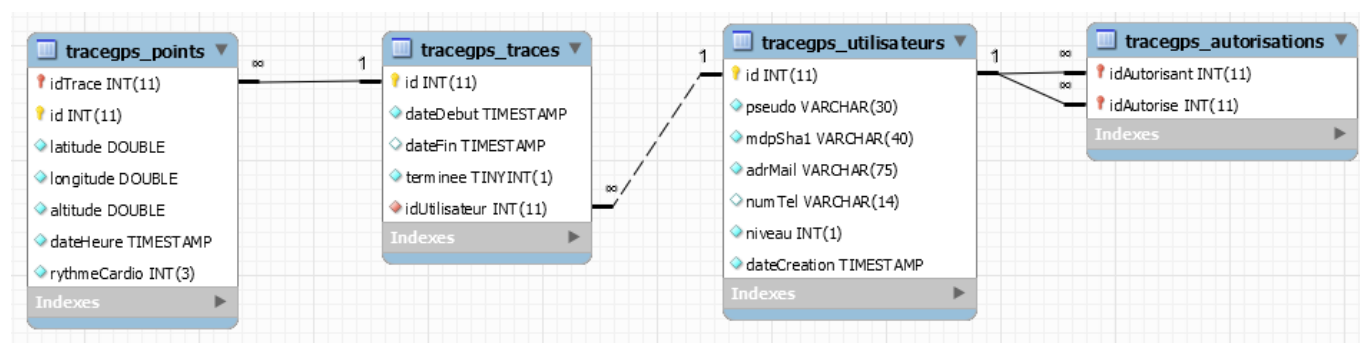 tracegps_points
idTrace INT(11)
id INT(11)
latitude DOUBLE
longitude DOUBLE
altitude DOUBLE
dateHeure TIMESTAMP
rythmeCardio INT(3)
Indexes
∞
1
tracegps_traces
id INT(11)
dateDebut TIMESTAMP
dateFin TIMESTAMP
terminee TINYINT(1)
idUtilisateur INT(11)
Indexes
∞
1
tracegps_utilisateurs
id INT(11)
pseudo VARCHAR(30)
mdpSha1 VARCHAR(40)
adrMail VARCHAR(75)
numTel VARCHAR(14)
niveau INT(1)
dateCreation TIMESTAMP
Indexes
1
∞
∞
tracegps_autorisations
idAutorisant INT(11)
idAutorise INT(11)
Indexes